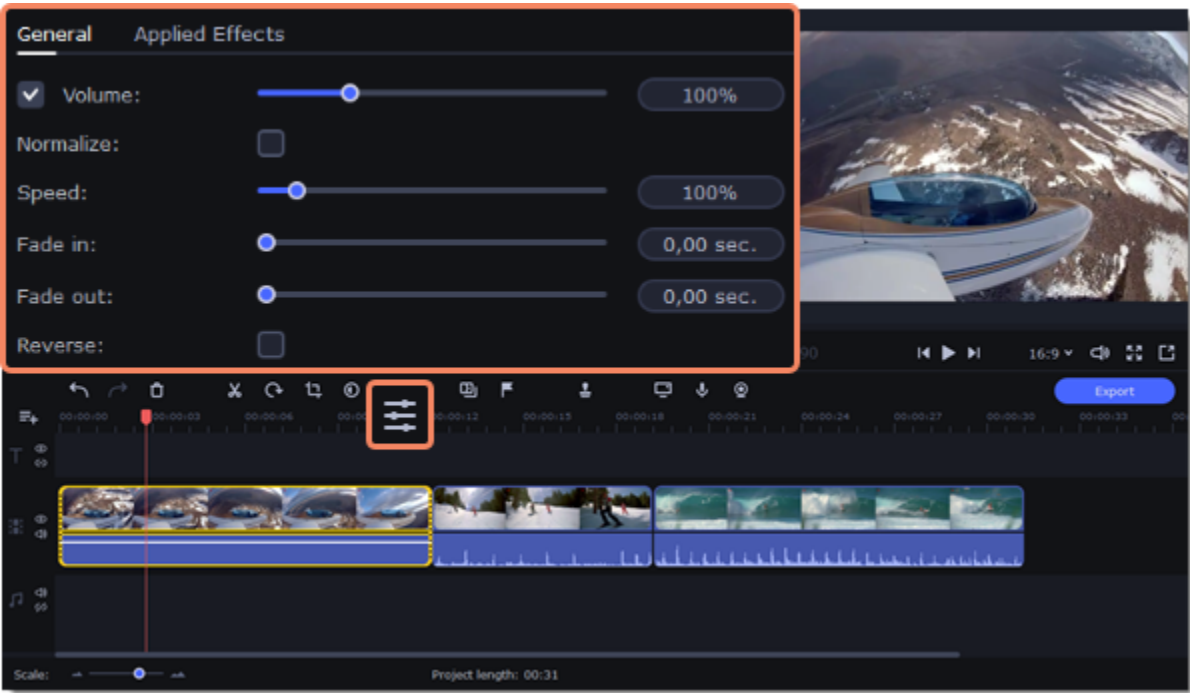 General Applied Effects
Volume: 100%
Normalize:
Speed: 100%
Fade in: 0,00 sec.
Fade out: 0,00 sec.
Reverse:
90
16:9
Export
00:00:00 00:00:03 00:00:06 00:00:12 00:00:15 00:00:18 00:00:21 00:00:24 00:00:27 00:00:30 00:00:33
T
Scale: Project length: 00:31